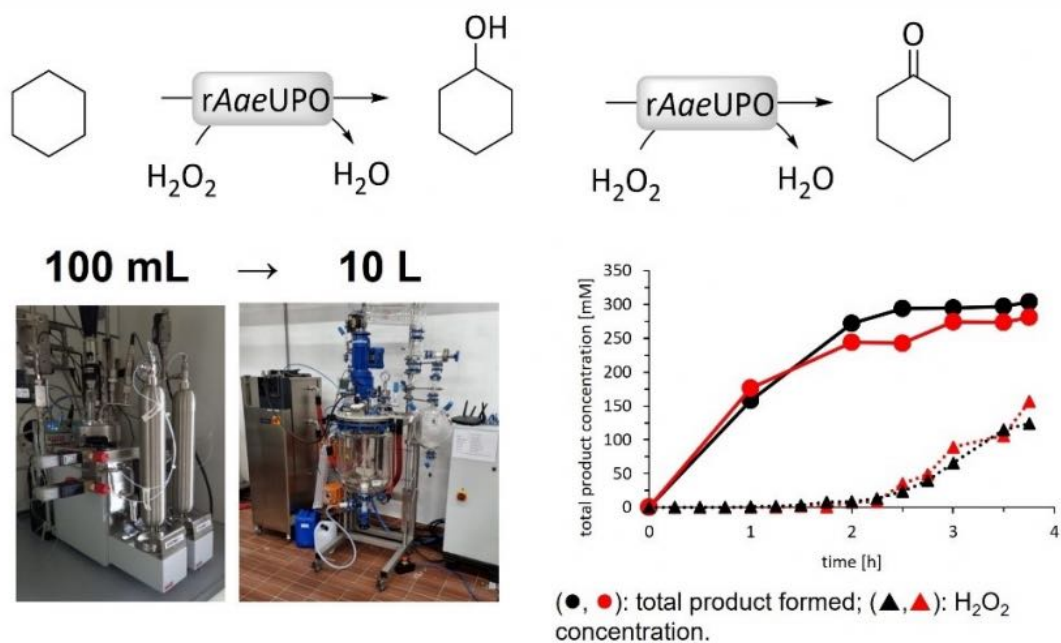 OH
O
rAaeUPO
rAaeUPO
H₂O₂
H₂O
H₂O₂
H₂O
100 mL → 10 L
total product concentration [mM]
350
300
250
200
150
100
50
0
0 1 2 3 4
time [h]
(●, ●): total product formed; (▲,▲): H₂O₂
concentration.